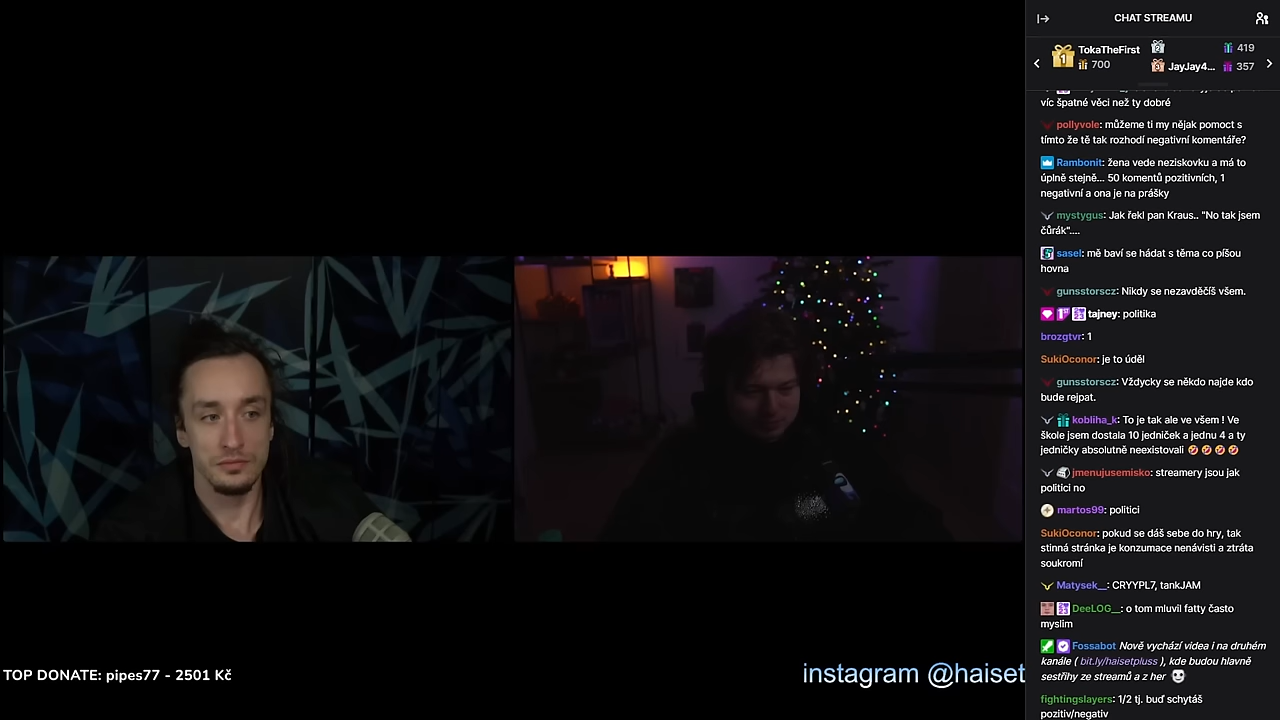 CHAT STREAMU
TokaTheFirst
700
419
JayJay4...
357
víc špatné věci než ty dobré
pollyvole: můžeme ti my nějak pomoct s
tímto že tě tak rozhodí negativní komentáře?
Rambonit: žena vede neziskovku a má to
úplně stejně... 50 komentů pozitivních, 1
negativní a ona je na prášky
mystygus: Jak řekl pan Kraus.. "No tak jsem
čůrák"....
sasel: mě baví se hádat s těma co píšou
hovna
gunsstorscz: Nikdy se nezavděčíš všem.
tajney: politika
brozgtvr: 1
SukiOconor: je to úděl
gunsstorscz: Vždycky se někdo najde kdo
bude rejpat.
kobliha_k: To je tak ale ve všem ! Ve
škole jsem dostala 10 jedniček a jednu 4 a ty
jedničky absolutně neexistovali 🤣🤣🤣🤣
jmenujusemisko: streamery jsou jak
politici no
martos99: politici
SukiOconor: pokud se dáš sebe do hry, tak
stinná stránka je konzumace nenávisti a ztráta
soukromí
Matysek__: CRYYPL7, tankJAM
DeeLOG__: o tom mluvil fatty často
myslim
Fossabot Nově vychází videa i na druhém
kanále ( bit.ly/haisetpluss ), kde budou hlavně
sestřihy ze streamů a z her
fightingslayers: 1/2 tj. buď schytáš
pozitiv/negativ
TOP DONATE: pipes77 - 2501 Kč
instagram @haiset